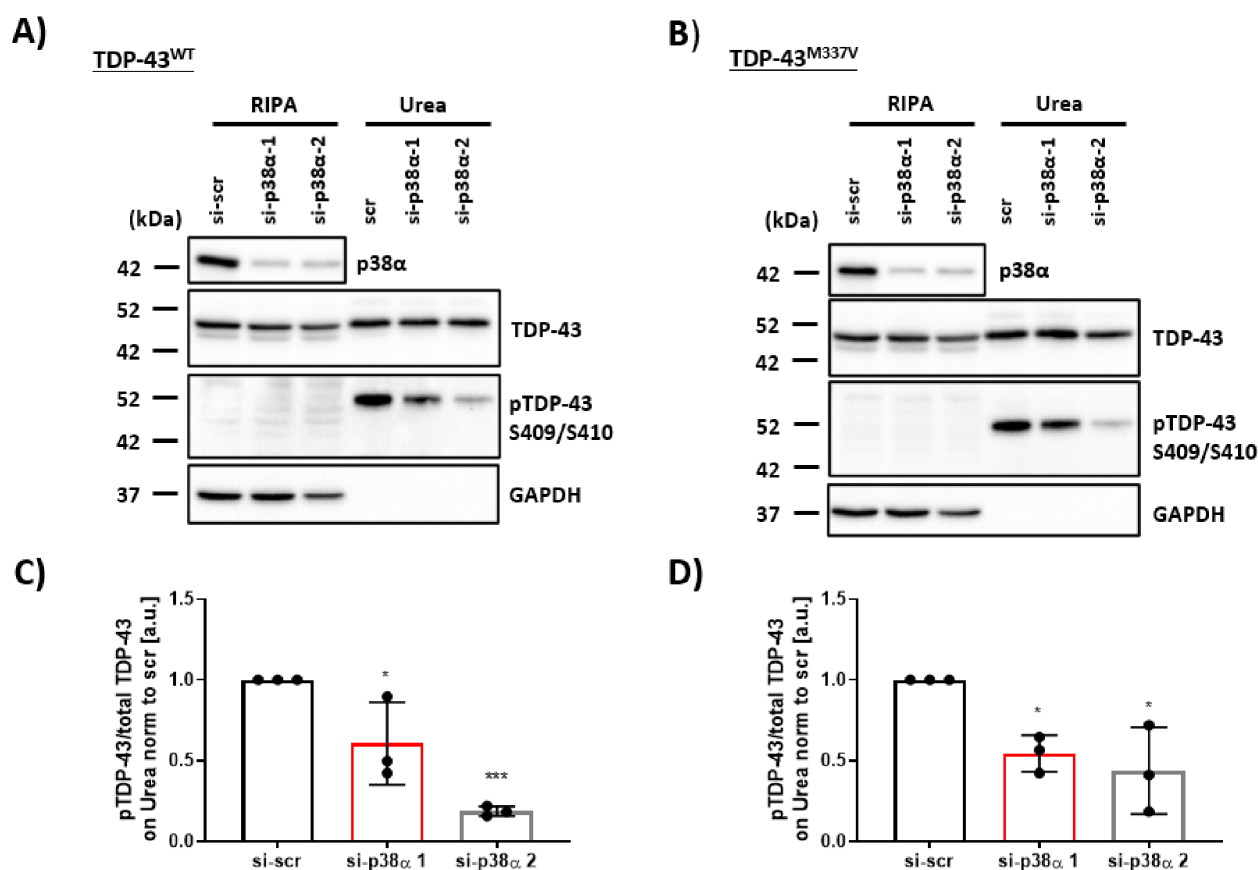 A)
TDP-43WT
RIPA Urea
si-scr si-p38α-1 si-p38α-2 scr si-p38α-1 si-p38α-2
(kDa)
42 p38α
52
TDP-43
42
52 pTDP-43
S409/S410
42
37 GAPDH
B)
TDP-43M337V
RIPA Urea
si-scr si-p38α-1 si-p38α-2 scr si-p38α-1 si-p38α-2
(kDa)
42 p38α
52
TDP-43
42
52 pTDP-43
S409/S410
42
37 GAPDH
C)
pTDP-43/total TDP-43
on Urea norm to scr [a.u.]
1.5
1.0
0.5
0.0
*
***
si-scr si-p38α 1 si-p38α 2
D)
pTDP-43/total TDP-43
on Urea norm to scr [a.u.]
1.5
1.0
0.5
0.0
*
*
si-scr si-p38α 1 si-p38α 2